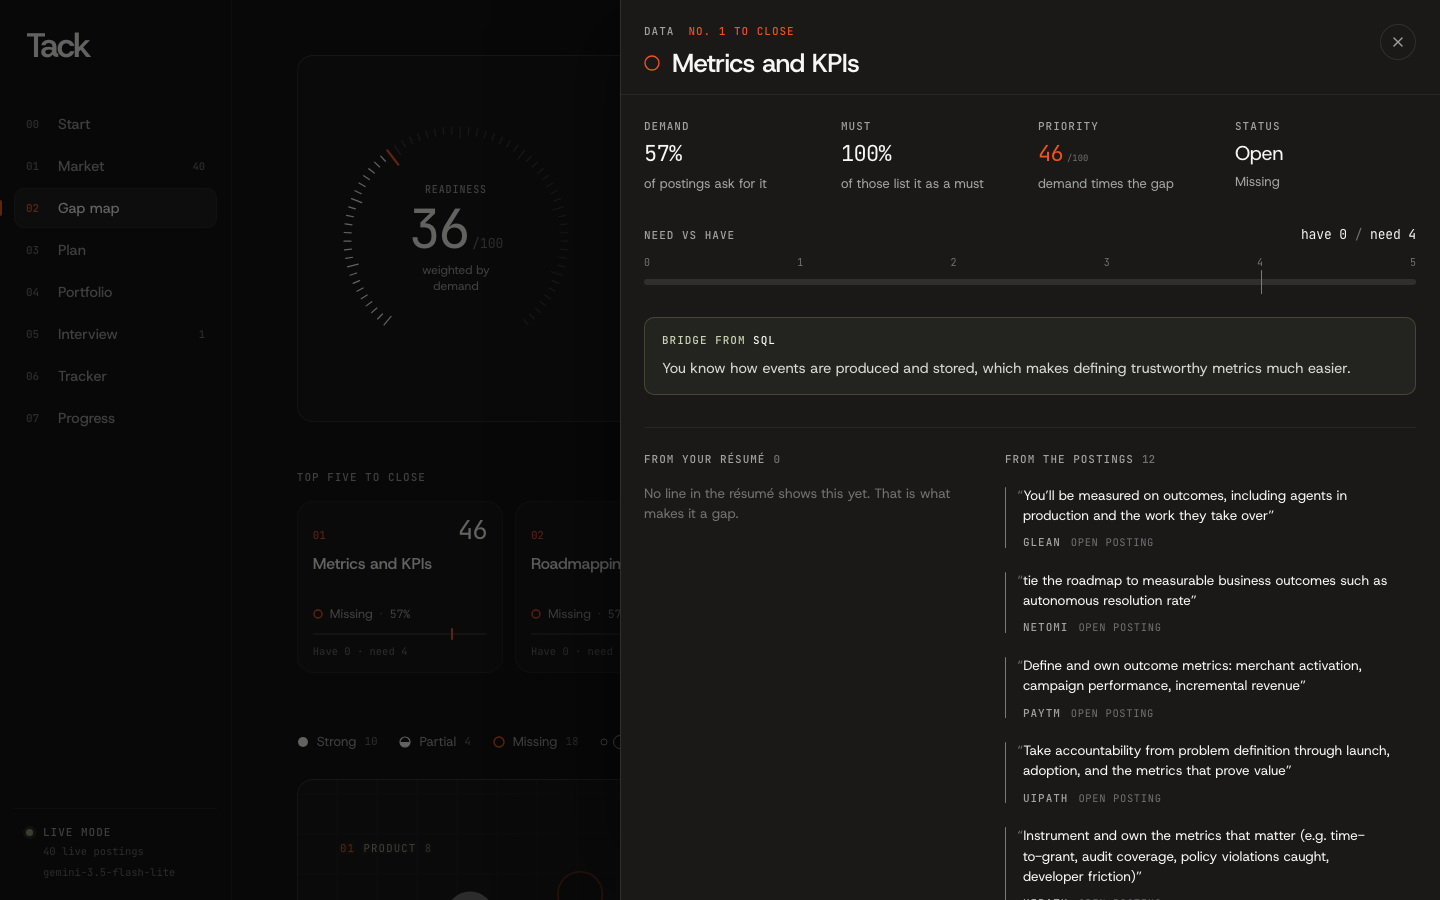 Tack
00 Start
01 Market 40
02 Gap map
03 Plan
04 Portfolio
05 Interview 1
06 Tracker
07 Progress
LIVE MODE
40 live postings
gemini-3.5-flash-lite
READINESS
36 /100
weighted by
demand
TOP FIVE TO CLOSE
01 46
Metrics and KPIs
Missing · 57%
Have 0 · need 4
02
Roadmappin
Missing · 57
Have 0 · need
Strong 10 Partial 4 Missing 18
01 PRODUCT 8
DATA NO. 1 TO CLOSE
Metrics and KPIs
DEMAND
57%
of postings ask for it
MUST
100%
of those list it as a must
PRIORITY
46 /100
demand times the gap
STATUS
Open
Missing
NEED VS HAVE have 0 / need 4
0 1 2 3 4 5
BRIDGE FROM SQL
You know how events are produced and stored, which makes defining trustworthy metrics much easier.
FROM YOUR RÉSUMÉ 0
No line in the résumé shows this yet. That is what
makes it a gap.
FROM THE POSTINGS 12
“You’ll be measured on outcomes, including agents in
production and the work they take over”
GLEAN OPEN POSTING
“tie the roadmap to measurable business outcomes such as
autonomous resolution rate”
NETOMI OPEN POSTING
“Define and own outcome metrics: merchant activation,
campaign performance, incremental revenue”
PAYTM OPEN POSTING
“Take accountability from problem definition through launch,
adoption, and the metrics that prove value”
UIPATH OPEN POSTING
“Instrument and own the metrics that matter (e.g. time-
to-grant, audit coverage, policy violations caught,
developer friction)”